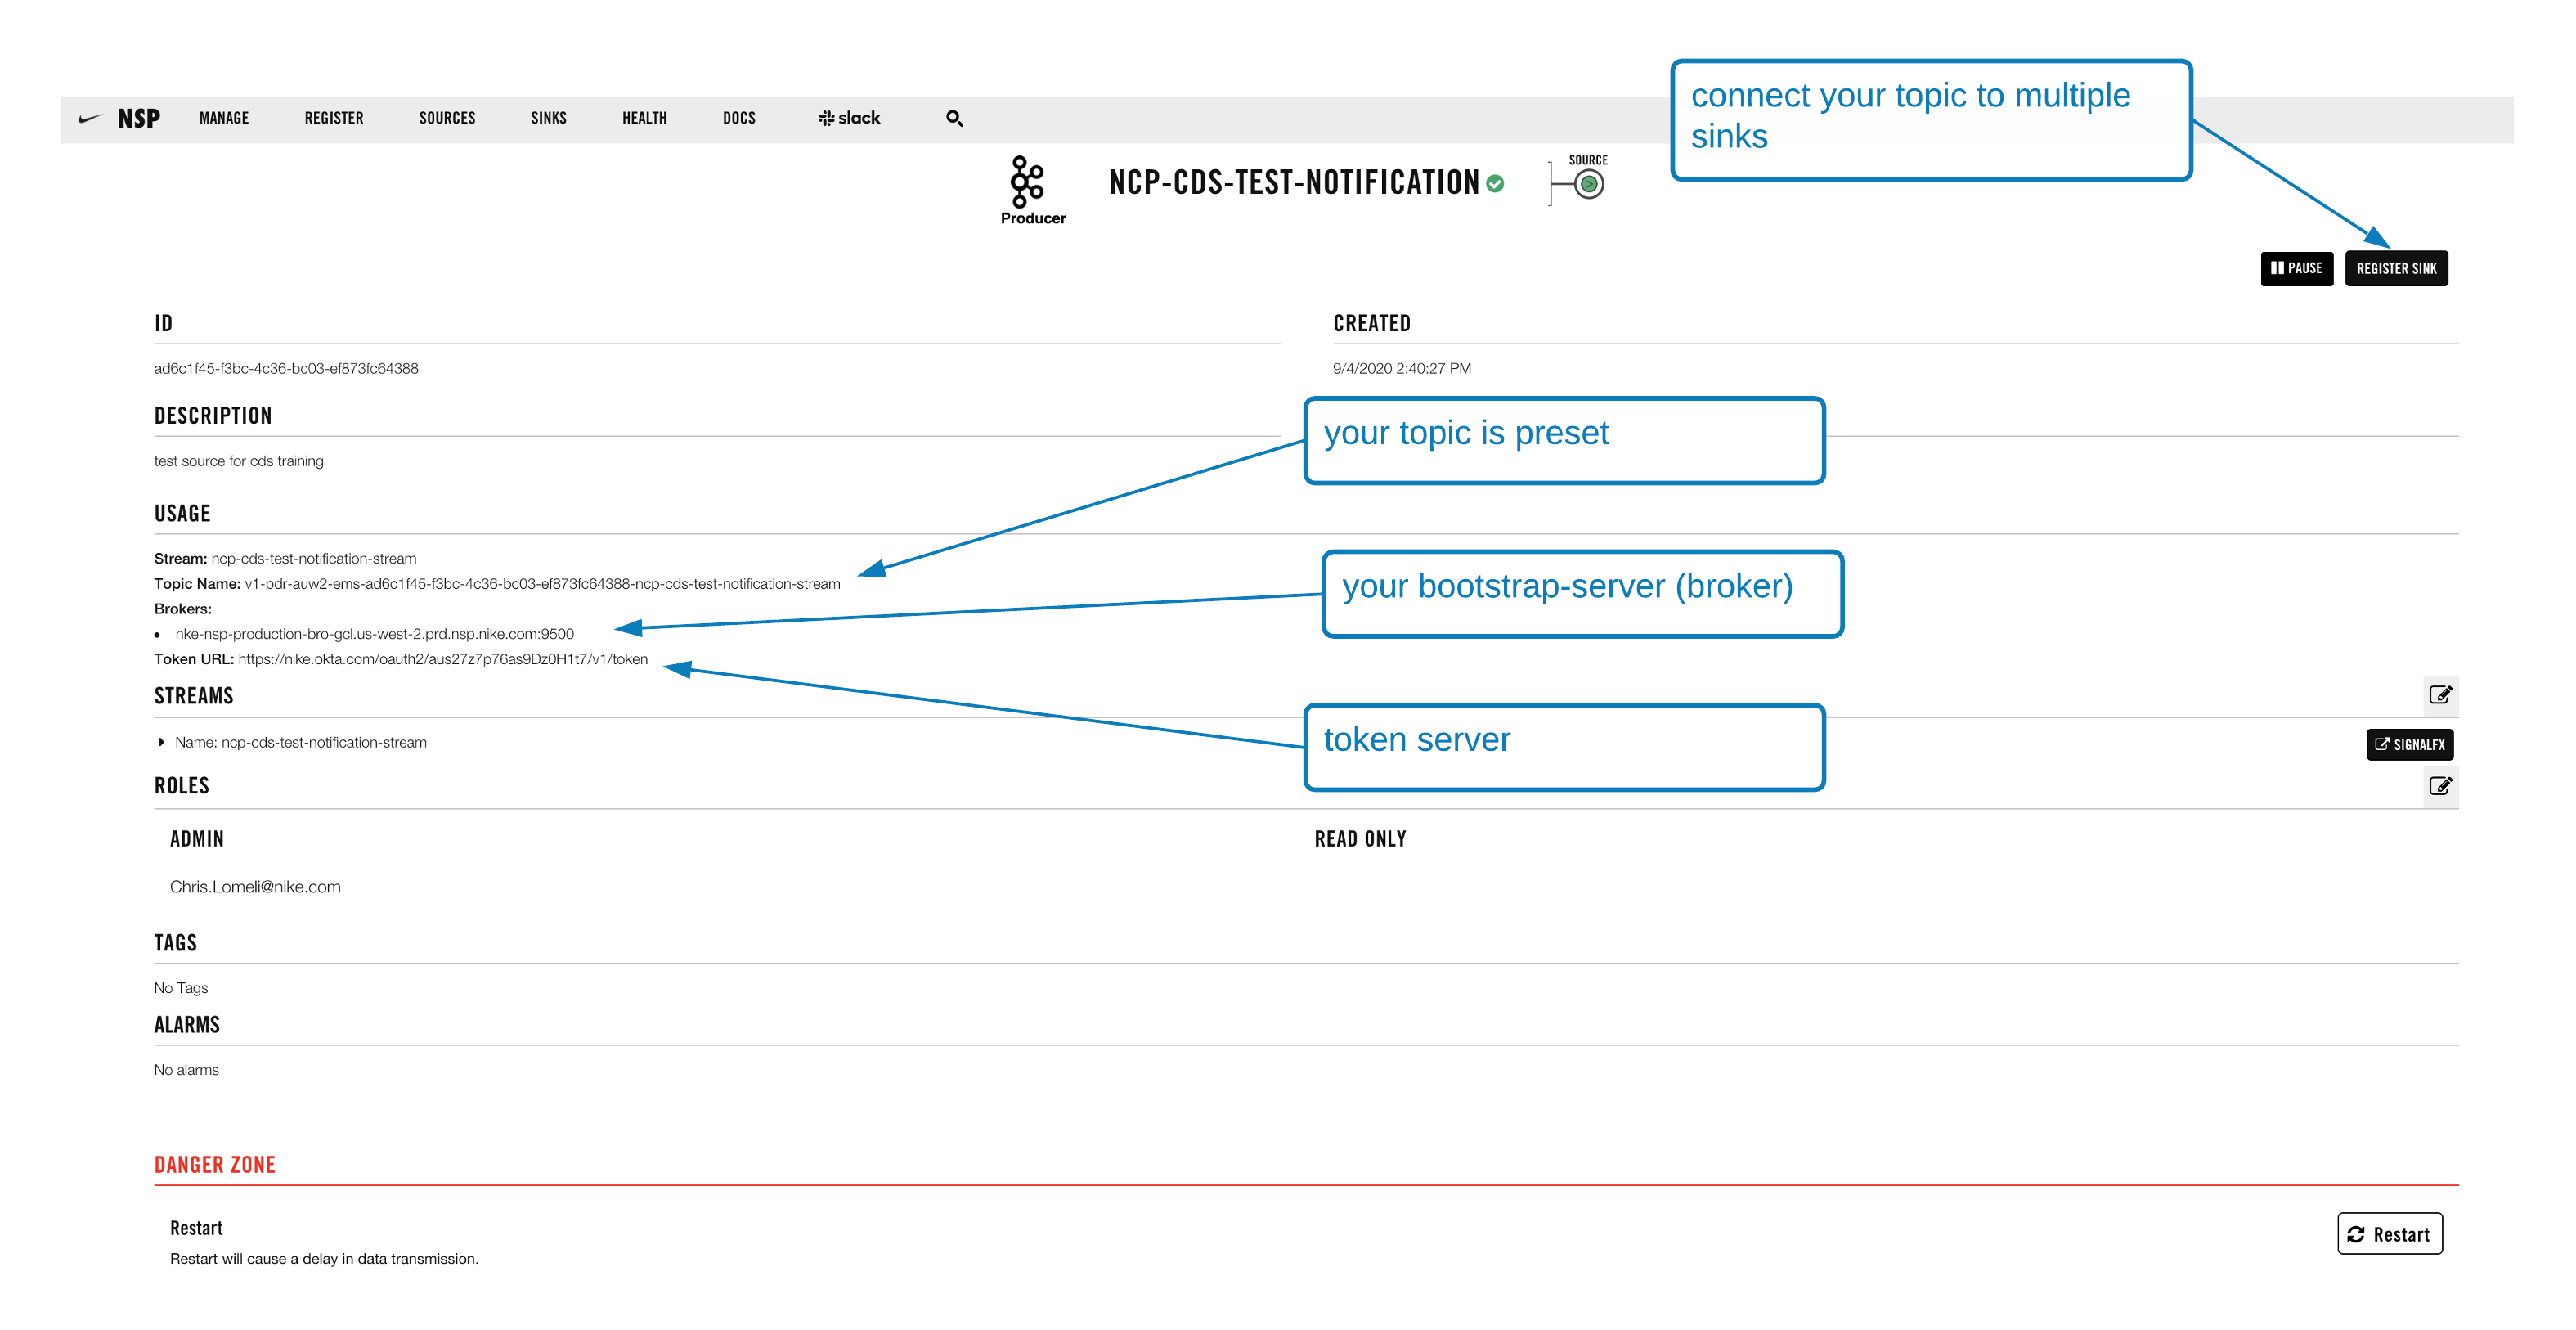 connect your topic to multiple
sinks
NSP MANAGE REGISTER SOURCES SINKS HEALTH DOCS slack
Producer
NCP-CDS-TEST-NOTIFICATION
SOURCE
PAUSE REGISTER SINK
ID
ad6c1f45-f3bc-4c36-bc03-ef873fc64388
CREATED
9/4/2020 2:40:27 PM
DESCRIPTION
test source for cds training
your topic is preset
USAGE
Stream: ncp-cds-test-notification-stream
Topic Name: v1-pdr-auw2-ems-ad6c1f45-f3bc-4c36-bc03-ef873fc64388-ncp-cds-test-notification-stream
your bootstrap-server (broker)
Brokers:
• nke-nsp-production-bro-gcl.us-west-2.prd.nsp.nike.com:9500
Token URL: https://nike.okta.com/oauth2/aus27z7p76as9Dz0H1t7/v1/token
token server
STREAMS
Name: ncp-cds-test-notification-stream
SIGNALFX
ROLES
ADMIN
Chris.Lomeli@nike.com
READ ONLY
TAGS
No Tags
ALARMS
No alarms
DANGER ZONE
Restart
Restart will cause a delay in data transmission.
Restart